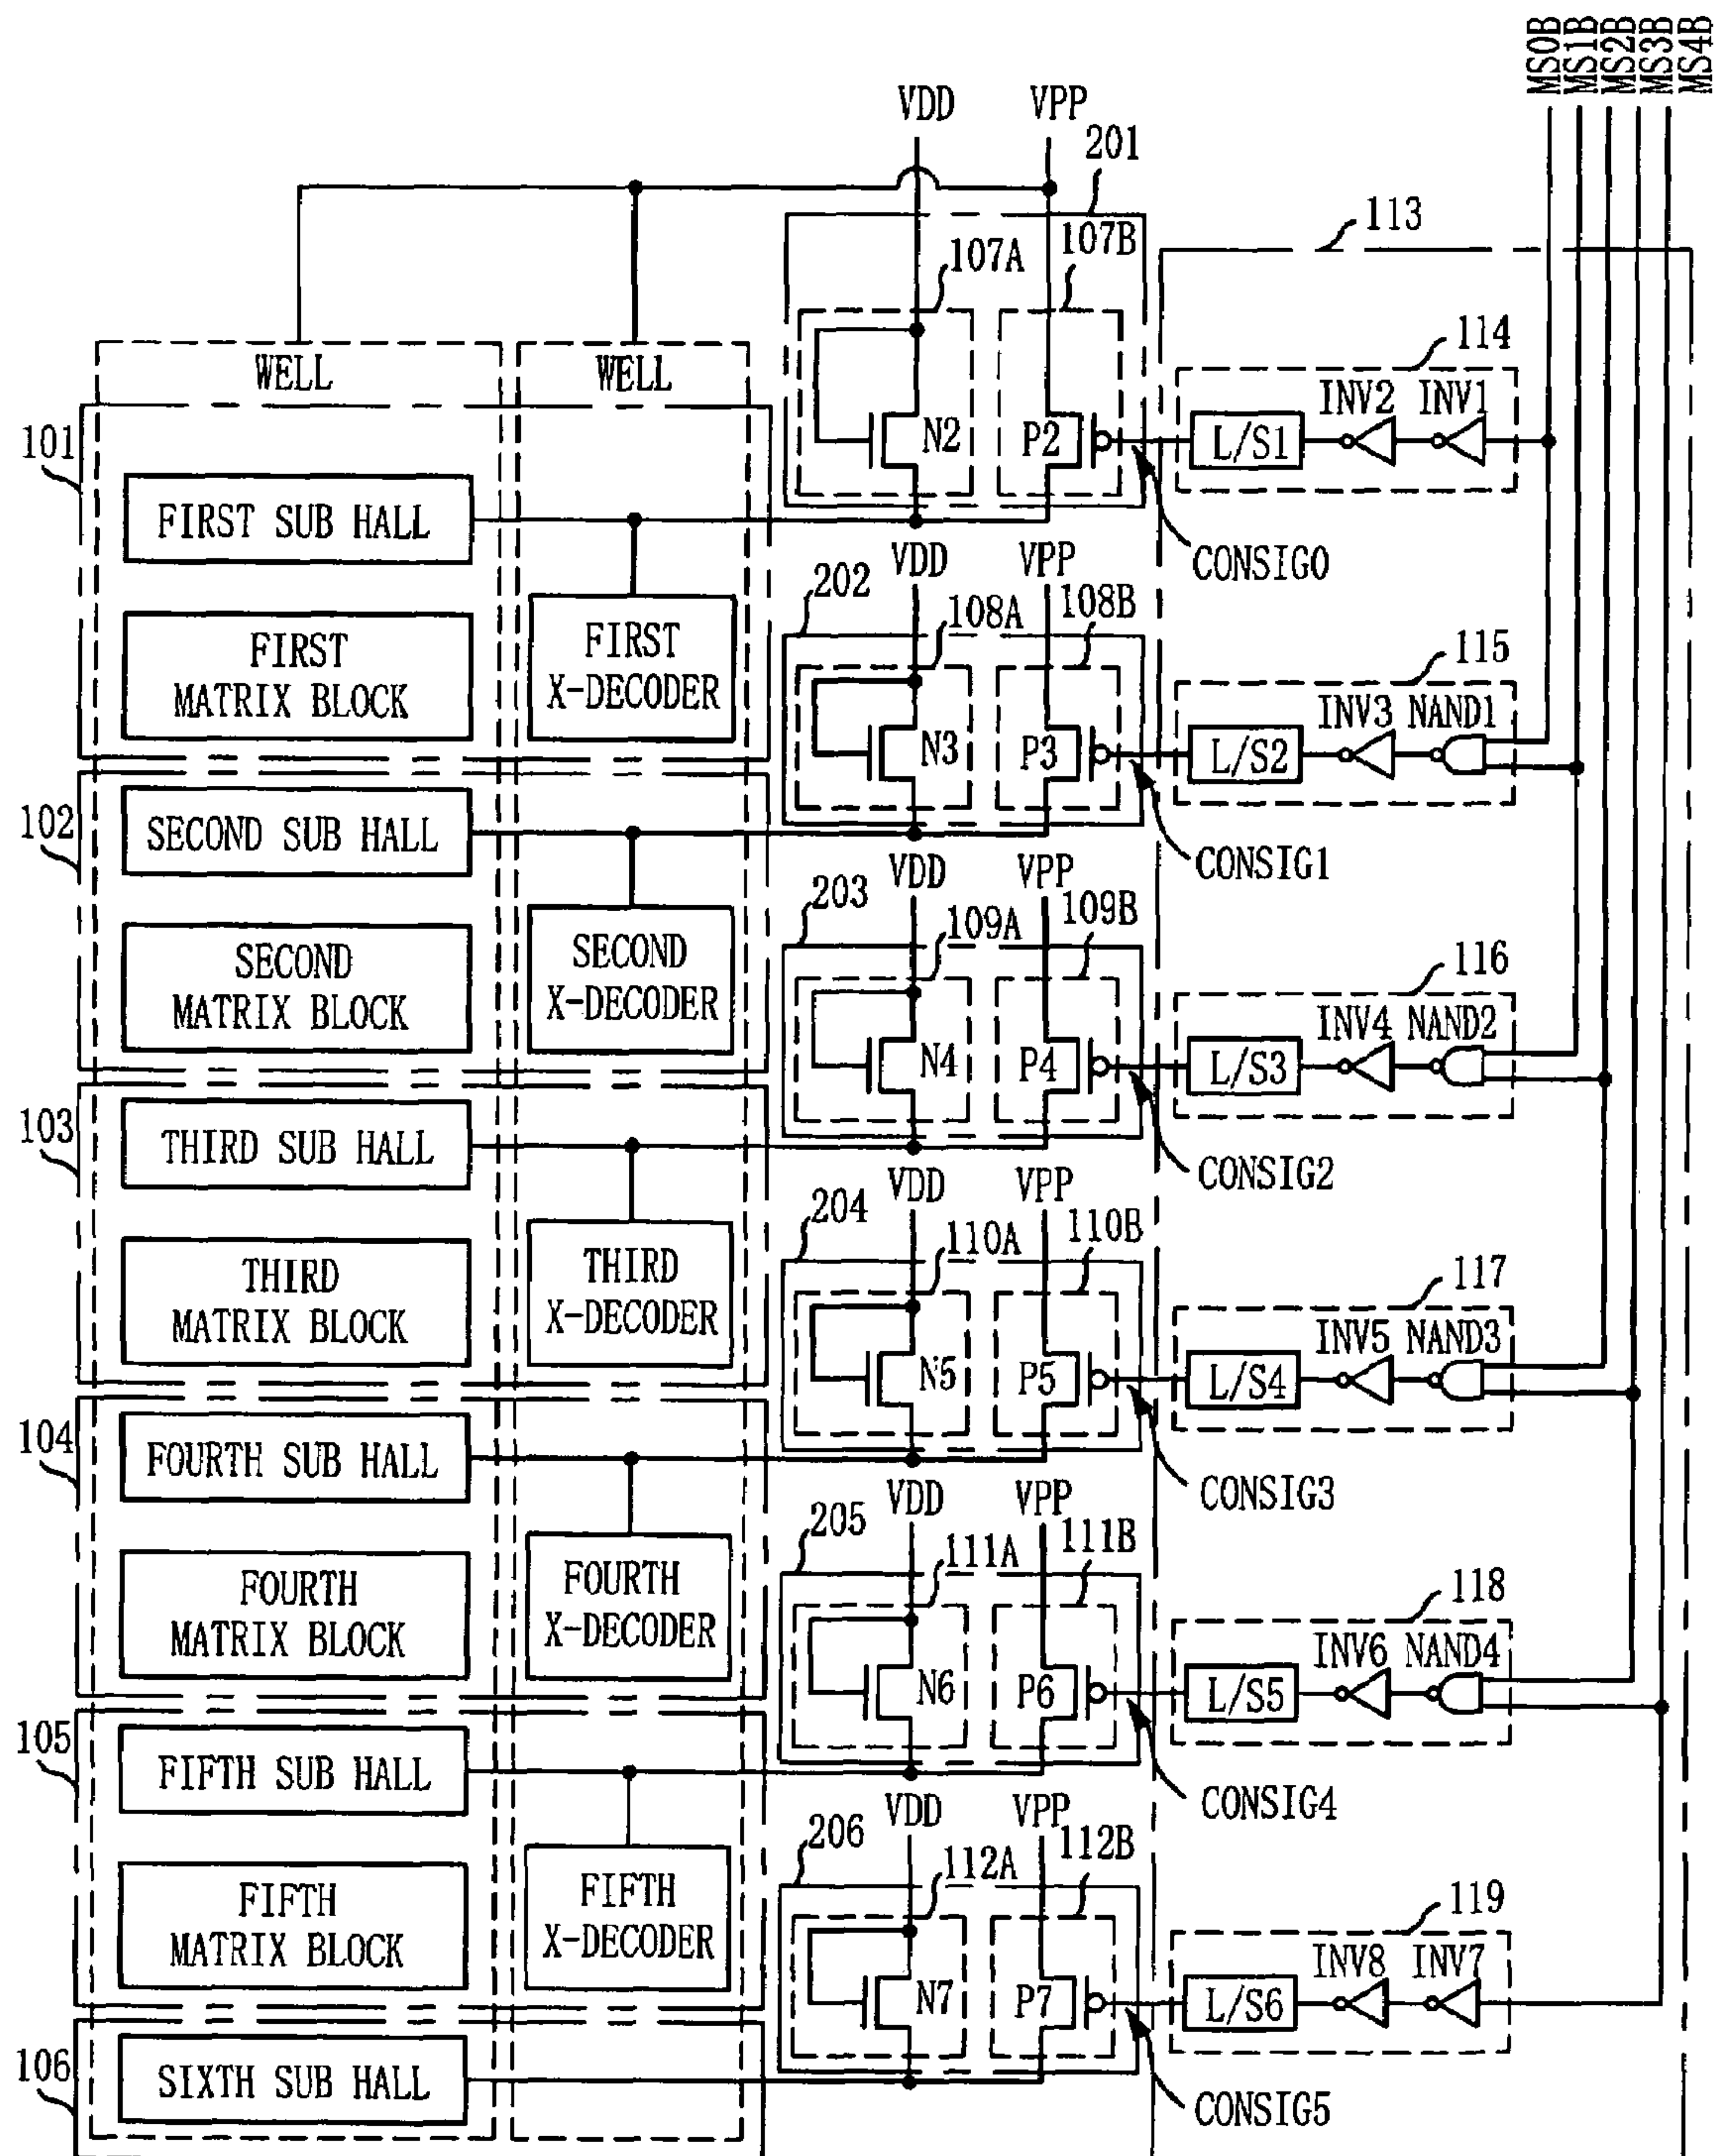 MS0B
MS1B
MS2B
MS3B
MS4B
VDD
VPP
201
113
107A
107B
114
WELL
WELL
INV2
INV1
101
N2
P2
L/S1
FIRST SUB HALL
CONSIG0
VDD
VPP
202
108A
108B
FIRST
MATRIX BLOCK
FIRST
X-DECODER
115
INV3
NAND1
N3
P3
L/S2
102
SECOND SUB HALL
CONSIG1
VDD
VPP
203
109A
109B
SECOND
MATRIX BLOCK
SECOND
X-DECODER
116
INV4
NAND2
N4
P4
L/S3
103
THIRD SUB HALL
CONSIG2
VDD
VPP
204
110A
110B
THIRD
MATRIX BLOCK
THIRD
X-DECODER
117
INV5
NAND3
N5
P5
L/S4
104
FOURTH SUB HALL
CONSIG3
VDD
VPP
205
111A
111B
FOURTH
MATRIX BLOCK
FOURTH
X-DECODER
118
INV6
NAND4
N6
P6
L/S5
105
FIFTH SUB HALL
CONSIG4
VDD
VPP
206
112A
112B
FIFTH
MATRIX BLOCK
FIFTH
X-DECODER
119
INV8
INV7
N7
P7
L/S6
106
SIXTH SUB HALL
CONSIG5